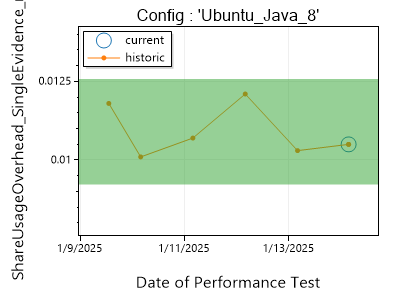 Config : 'Ubuntu_Java_8'
current
historic
0.0125
0.01
1/9/2025
1/11/2025
1/13/2025
Date of Performance Test
ShareUsageOverhead_SingleEvidence_